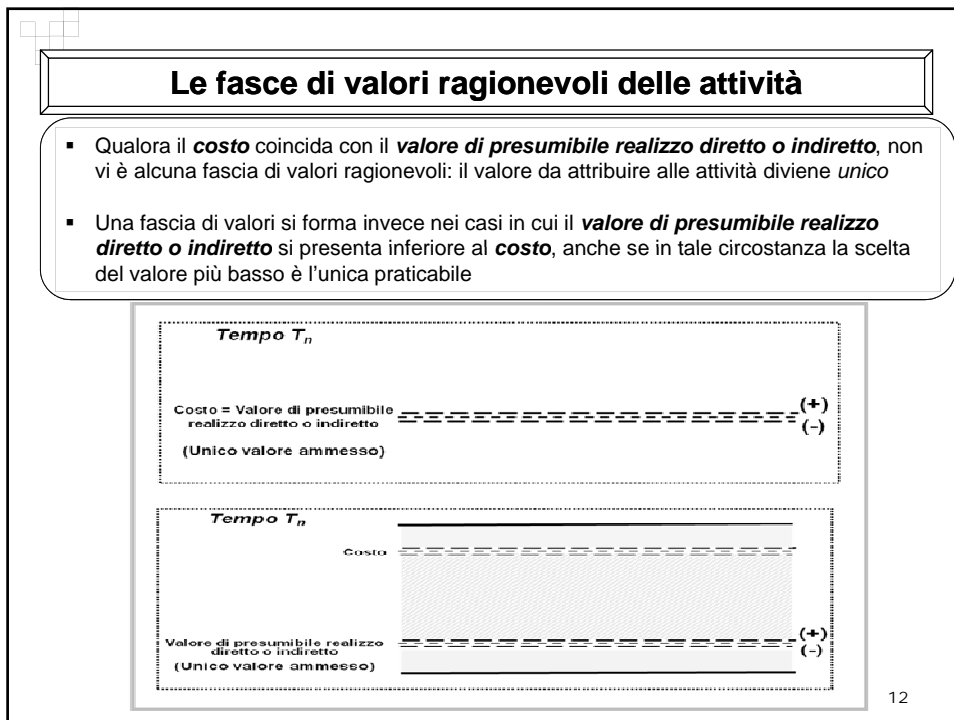 Le fasce di valori ragionevoli delle attività
▪ Qualora il costo coincida con il valore di presumibile realizzo diretto o indiretto, non
vi è alcuna fascia di valori ragionevoli: il valore da attribuire alle attività diviene unico
▪ Una fascia di valori si forma invece nei casi in cui il valore di presumibile realizzo
diretto o indiretto si presenta inferiore al costo, anche se in tale circostanza la scelta
del valore più basso è l’unica praticabile
Tempo Tn
Costo = Valore di presumibile
realizzo diretto o indiretto
(Unico valore ammesso)
(+)
(-)
Tempo Tn
Costo
Valore di presumibile realizzo
diretto o indiretto
(Unico valore ammesso)
(+)
(-)
12